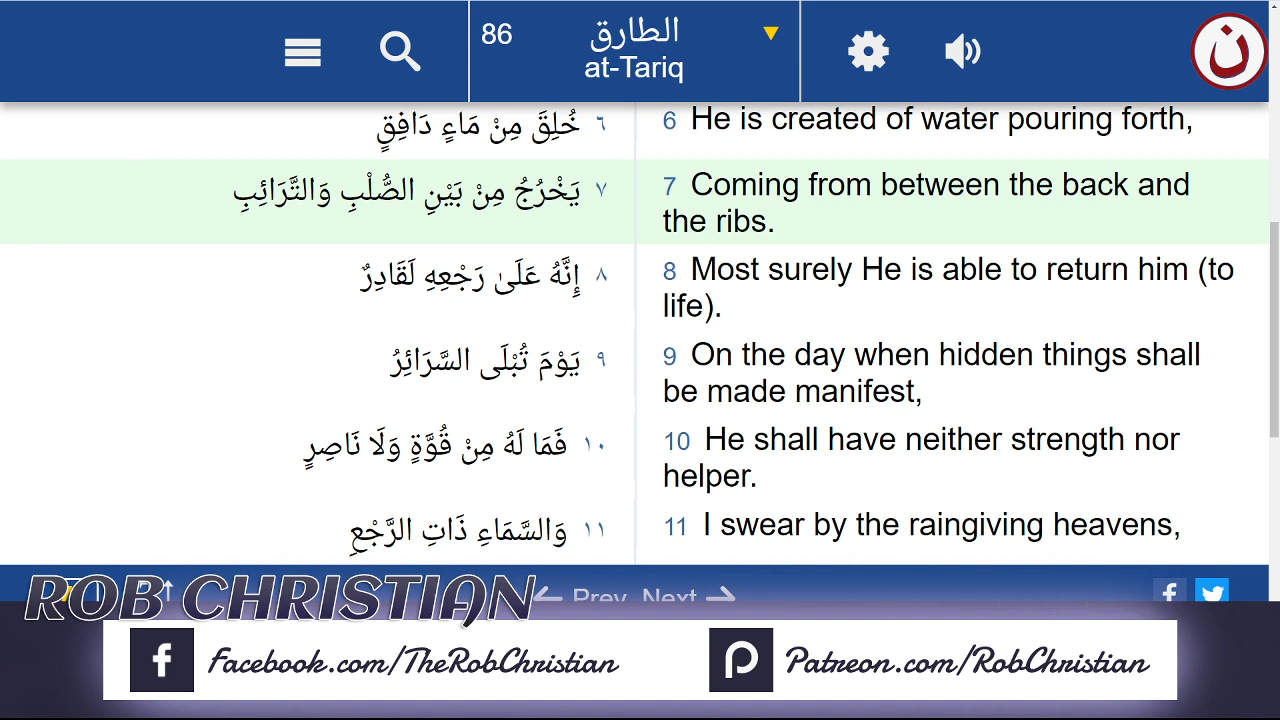 86
الطارق
at-Tariq
ن
٦ خُلِقَ مِنْ مَاءٍ دَافِقٍ
6 He is created of water pouring forth,
٧ يَخْرُجُ مِنْ بَيْنِ الصُّلْبِ وَالتَّرَائِبِ
7 Coming from between the back and
the ribs.
٨ إِنَّهُ عَلَىٰ رَجْعِهِ لَقَادِرٌ
8 Most surely He is able to return him (to
life).
٩ يَوْمَ تُبْلَى السَّرَائِرُ
9 On the day when hidden things shall
be made manifest,
١٠ فَمَا لَهُ مِنْ قُوَّةٍ وَلَا نَاصِرٍ
10 He shall have neither strength nor
helper.
١١ وَالسَّمَاءِ ذَاتِ الرَّجْعِ
11 I swear by the raingiving heavens,
Prev Next
ROB CHRISTIAN
Facebook.com/TheRobChristian
Patreon.com/RobChristian